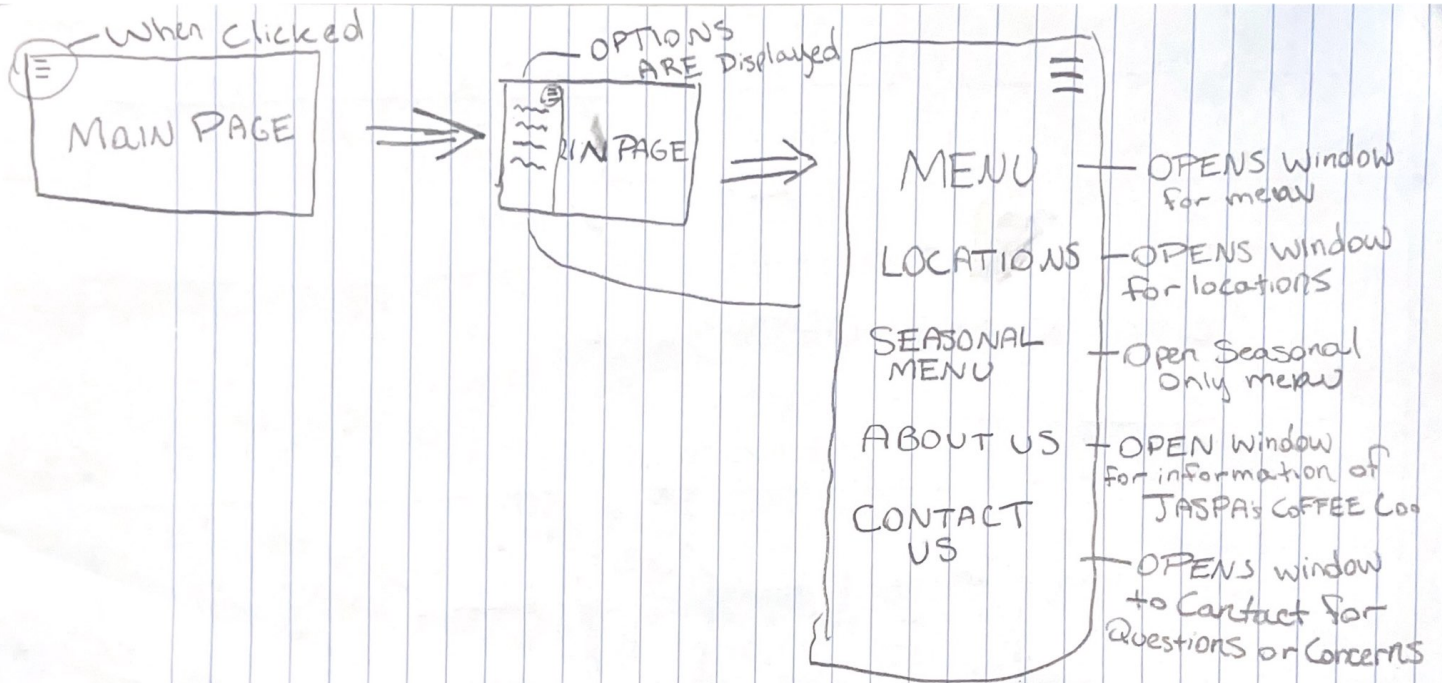 When clicked
MAIN PAGE
OPTIONS
ARE Displayed
IN PAGE
MENU
OPENS window
for menu
LOCATIONS
OPENS window
for locations
SEASONAL
MENU
Open Seasonal
Only menu
ABOUT US
OPEN window
for information of
JASPA's COFFEE Co
CONTACT
US
OPENS window
to Contact for
Questions or Concerns